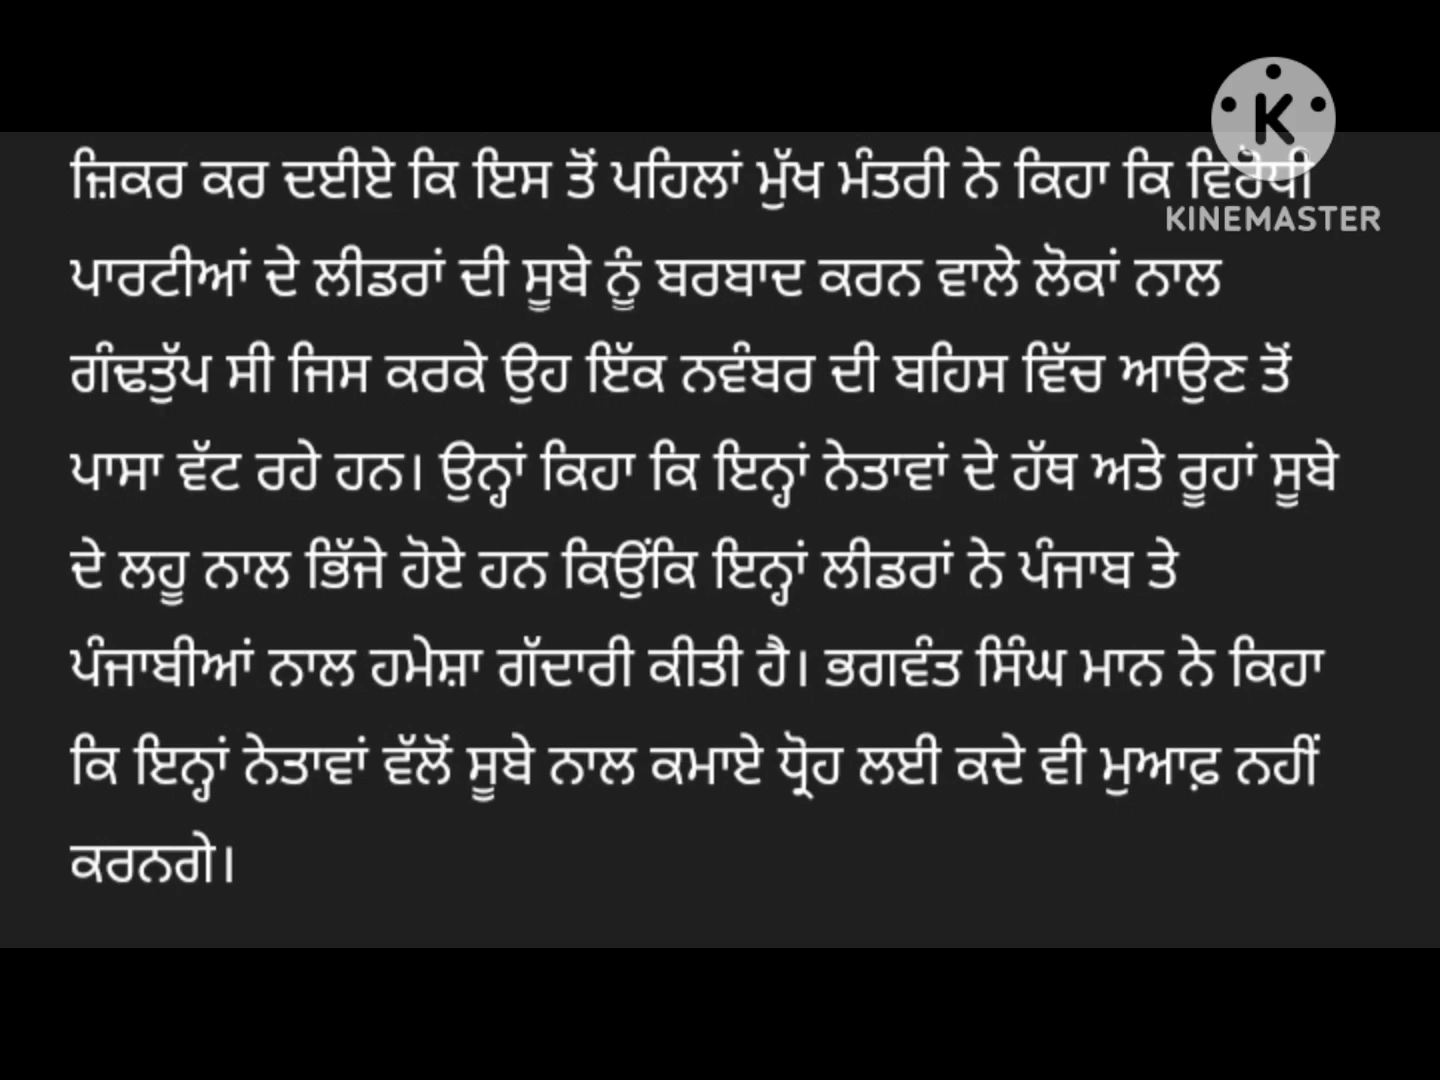 ਜ਼ਿਕਰ ਕਰ ਦਈਏ ਕਿ ਇਸ ਤੋਂ ਪਹਿਲਾਂ ਮੁੱਖ ਮੰਤਰੀ ਨੇ ਕਿਹਾ ਕਿ ਵਿਰੋਧੀ
KINEMASTER
ਪਾਰਟੀਆਂ ਦੇ ਲੀਡਰਾਂ ਦੀ ਸੂਬੇ ਨੂੰ ਬਰਬਾਦ ਕਰਨ ਵਾਲੇ ਲੋਕਾਂ ਨਾਲ
ਗੰਢਤੁੱਪ ਸੀ ਜਿਸ ਕਰਕੇ ਉਹ ਇੱਕ ਨਵੰਬਰ ਦੀ ਬਹਿਸ ਵਿੱਚ ਆਉਣ ਤੋਂ
ਪਾਸਾ ਵੱਟ ਰਹੇ ਹਨ। ਉਨ੍ਹਾਂ ਕਿਹਾ ਕਿ ਇਨ੍ਹਾਂ ਨੇਤਾਵਾਂ ਦੇ ਹੱਥ ਅਤੇ ਰੂਹਾਂ ਸੂਬੇ
ਦੇ ਲਹੂ ਨਾਲ ਭਿੱਜੇ ਹੋਏ ਹਨ ਕਿਉਂਕਿ ਇਨ੍ਹਾਂ ਲੀਡਰਾਂ ਨੇ ਪੰਜਾਬ ਤੇ
ਪੰਜਾਬੀਆਂ ਨਾਲ ਹਮੇਸ਼ਾ ਗੱਦਾਰੀ ਕੀਤੀ ਹੈ। ਭਗਵੰਤ ਸਿੰਘ ਮਾਨ ਨੇ ਕਿਹਾ
ਕਿ ਇਨ੍ਹਾਂ ਨੇਤਾਵਾਂ ਵੱਲੋਂ ਸੂਬੇ ਨਾਲ ਕਮਾਏ ਧ੍ਰੋਹ ਲਈ ਕਦੇ ਵੀ ਮੁਆਫ਼ ਨਹੀਂ
ਕਰਨਗੇ।